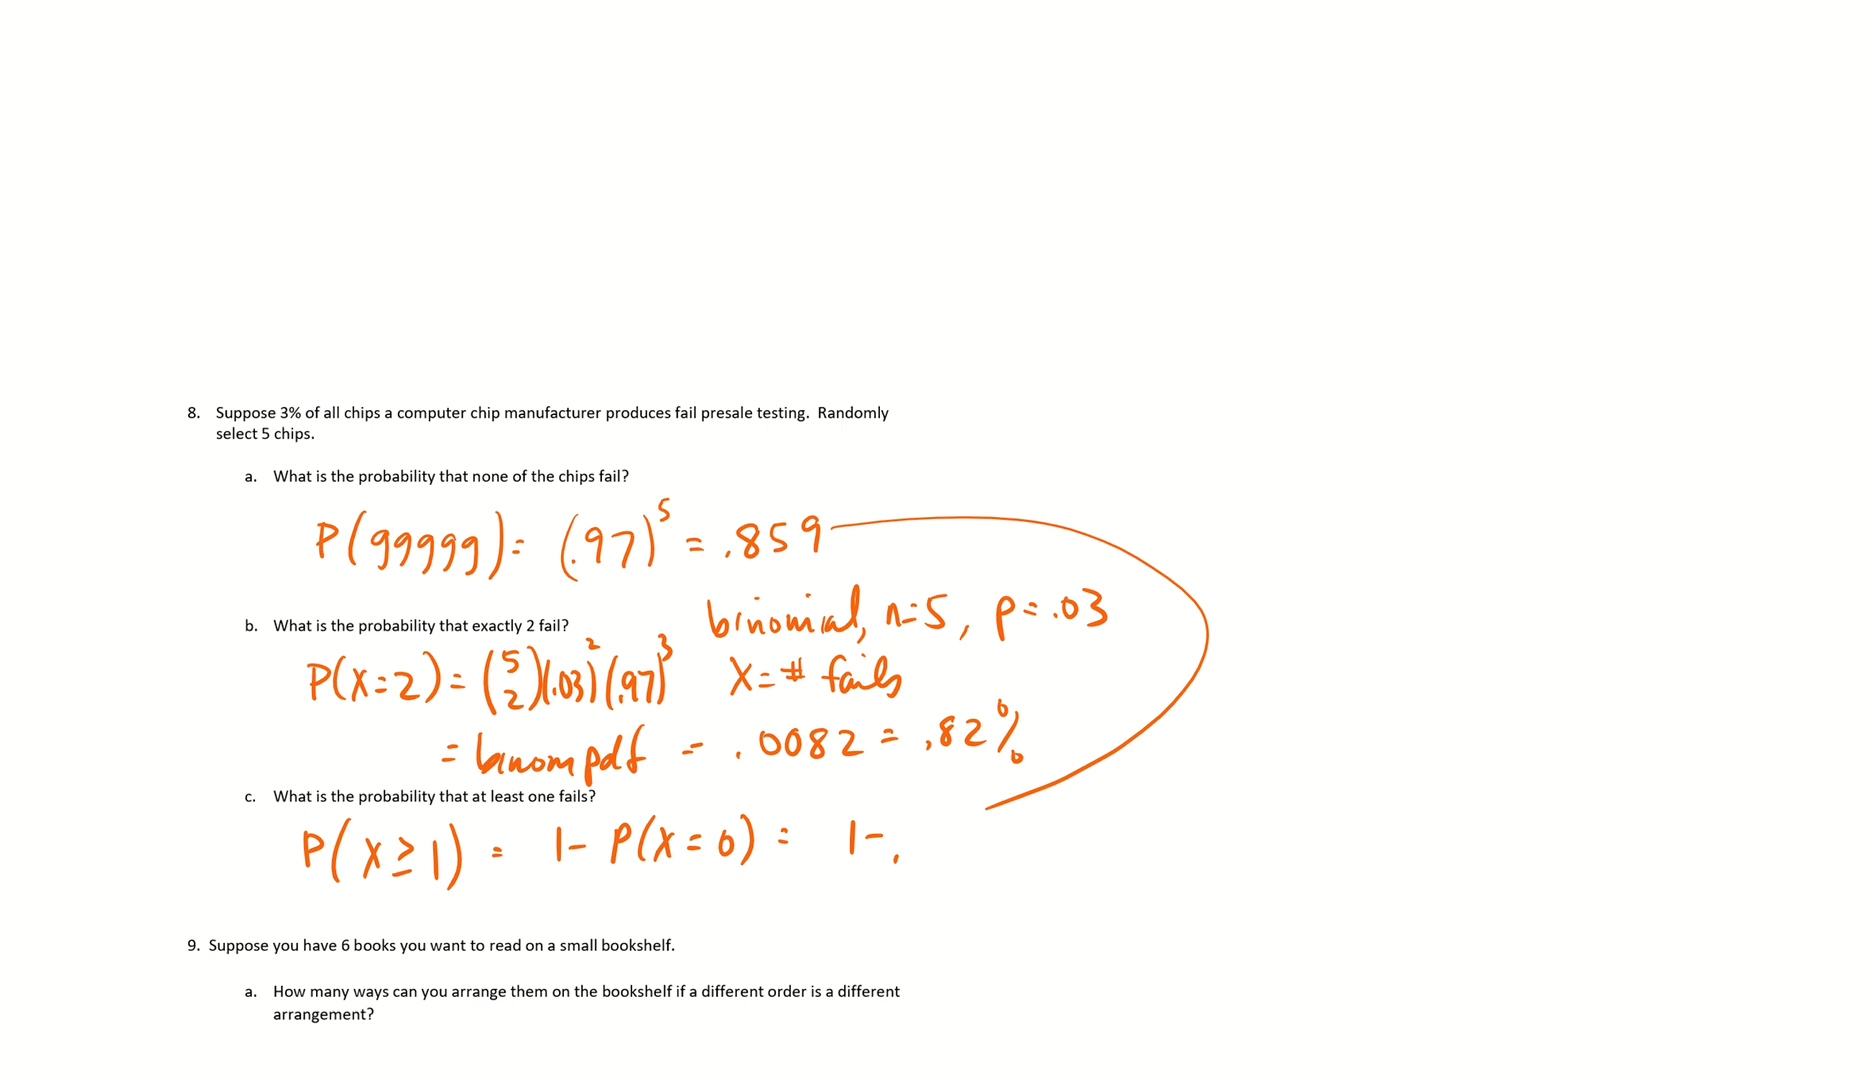 8. Suppose 3% of all chips a computer chip manufacturer produces fail presale testing. Randomly
select 5 chips.
a. What is the probability that none of the chips fail?
P(ggggg) = (.97)^5 = .859
binomial, n=5, p=.03
b. What is the probability that exactly 2 fail?
P(X=2) = (5 2)(.03)^2(.97)^3 X=# fails
= binompdf = .0082 = .82%
c. What is the probability that at least one fails?
P(X≥1) = 1- P(X=0) = 1-.
9. Suppose you have 6 books you want to read on a small bookshelf.
a. How many ways can you arrange them on the bookshelf if a different order is a different
arrangement?